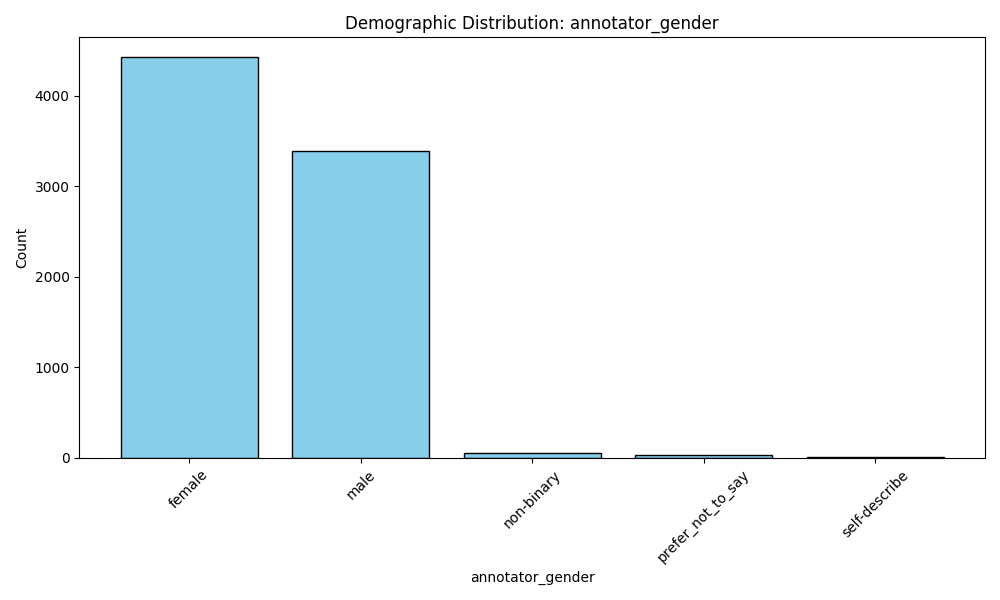 Demographic Distribution: annotator_gender
Count
4000
3000
2000
1000
0
female
male
non-binary
prefer_not_to_say
self-describe
annotator_gender